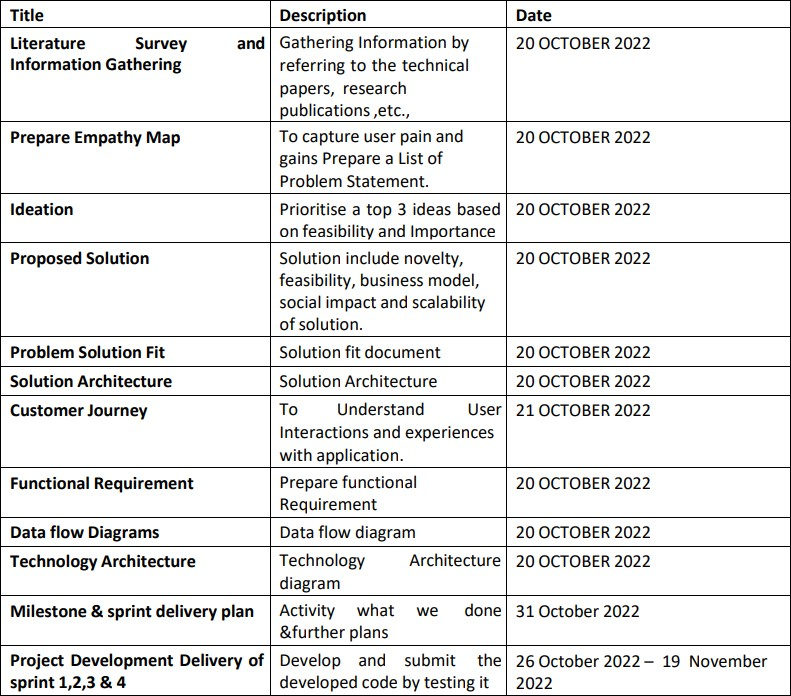 Title Description Date
Literature Survey and Gathering Information by 20 OCTOBER 2022
Information Gathering referring to the technical
papers, research
publications ,etc.,
Prepare Empathy Map To capture user pain and 20 OCTOBER 2022
gains Prepare a List of
Problem Statement.
Ideation Prioritise a top 3 ideas based 20 OCTOBER 2022
on feasibility and Importance
Proposed Solution Solution include novelty, 20 OCTOBER 2022
feasibility, business model,
social impact and scalability
of solution.
Problem Solution Fit Solution fit document 20 OCTOBER 2022
Solution Architecture Solution Architecture 20 OCTOBER 2022
Customer Journey To Understand User 21 OCTOBER 2022
Interactions and experiences
with application.
Functional Requirement Prepare functional 20 OCTOBER 2022
Requirement
Data flow Diagrams Data flow diagram 20 OCTOBER 2022
Technology Architecture Technology Architecture 20 OCTOBER 2022
diagram
Milestone & sprint delivery plan Activity what we done 31 October 2022
&further plans
Project Development Delivery of Develop and submit the 26 October 2022 – 19 November
sprint 1,2,3 & 4 developed code by testing it 2022